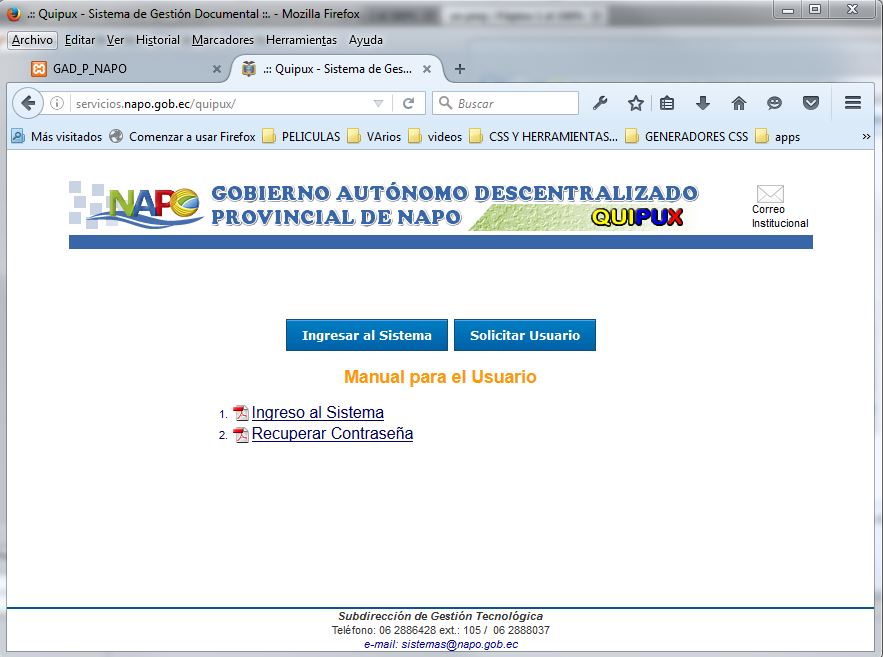 .:: Quipux - Sistema de Gestión Documental ::. - Mozilla Firefox
Archivo Editar Ver Historial Marcadores Herramientas Ayuda
GAD_P_NAPO
.:: Quipux - Sistema de Ges...
servicios.napo.gob.ec/quipux/
Buscar
Más visitados Comenzar a usar Firefox PELICULAS VArios videos CSS Y HERRAMIENTAS... GENERADORES CSS apps
NAPO
GOBIERNO AUTÓNOMO DESCENTRALIZADO
PROVINCIAL DE NAPO
QUIPUX
Correo
Institucional
Ingresar al Sistema
Solicitar Usuario
Manual para el Usuario
1. Ingreso al Sistema
2. Recuperar Contraseña
Subdirección de Gestión Tecnológica
Teléfono: 06 2886428 ext.: 105 / 06 2888037
e-mail: sistemas@napo.gob.ec